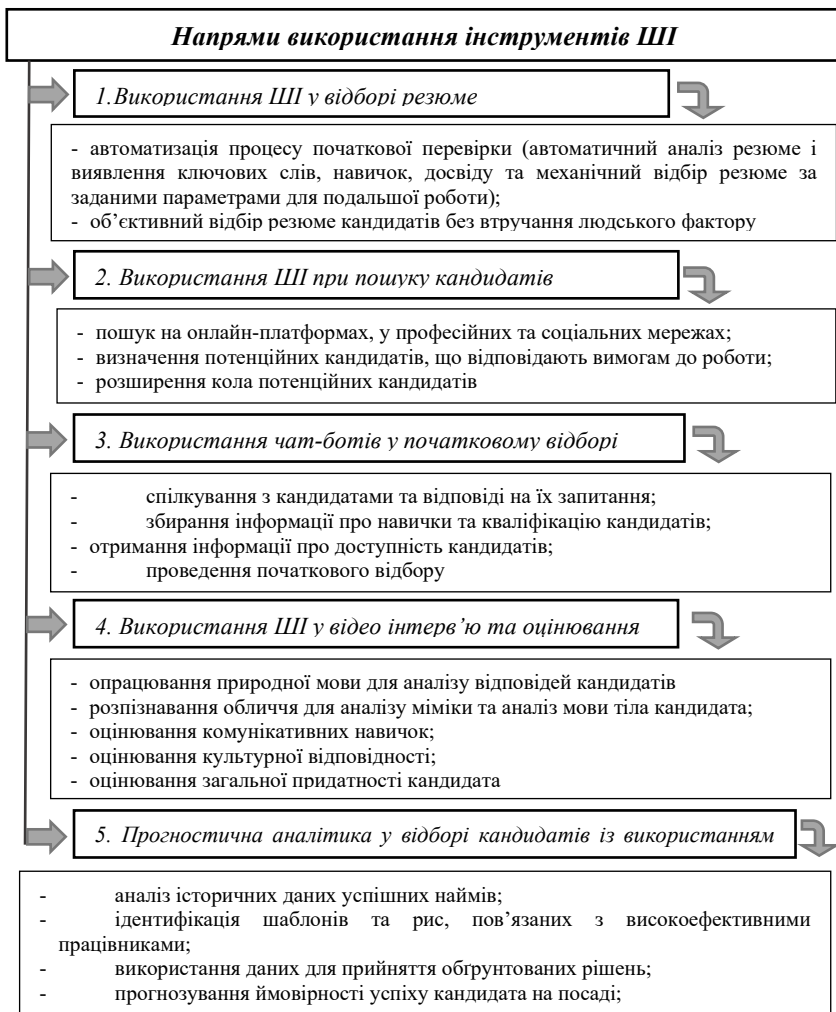 Напрями використання інструментів ШІ
1.Використання ШІ у відборі резюме
- автоматизація процесу початкової перевірки (автоматичний аналіз резюме і
виявлення ключових слів, навичок, досвіду та механічний відбір резюме за
заданими параметрами для подальшої роботи);
- об’єктивний відбір резюме кандидатів без втручання людського фактору
2. Використання ШІ при пошуку кандидатів
- пошук на онлайн-платформах, у професійних та соціальних мережах;
- визначення потенційних кандидатів, що відповідають вимогам до роботи;
- розширення кола потенційних кандидатів
3. Використання чат-ботів у початковому відборі
- спілкування з кандидатами та відповіді на їх запитання;
- збирання інформації про навички та кваліфікацію кандидатів;
- отримання інформації про доступність кандидатів;
- проведення початкового відбору
4. Використання ШІ у відео інтерв’ю та оцінювання
- опрацювання природної мови для аналізу відповідей кандидатів
- розпізнавання обличчя для аналізу міміки та аналіз мови тіла кандидата;
- оцінювання комунікативних навичок;
- оцінювання культурної відповідності;
- оцінювання загальної придатності кандидата
5. Прогностична аналітика у відборі кандидатів із використанням
- аналіз історичних даних успішних наймів;
- ідентифікація шаблонів та рис, пов’язаних з високоефективними
працівниками;
- використання даних для прийняття обґрунтованих рішень;
- прогнозування ймовірності успіху кандидата на посаді;